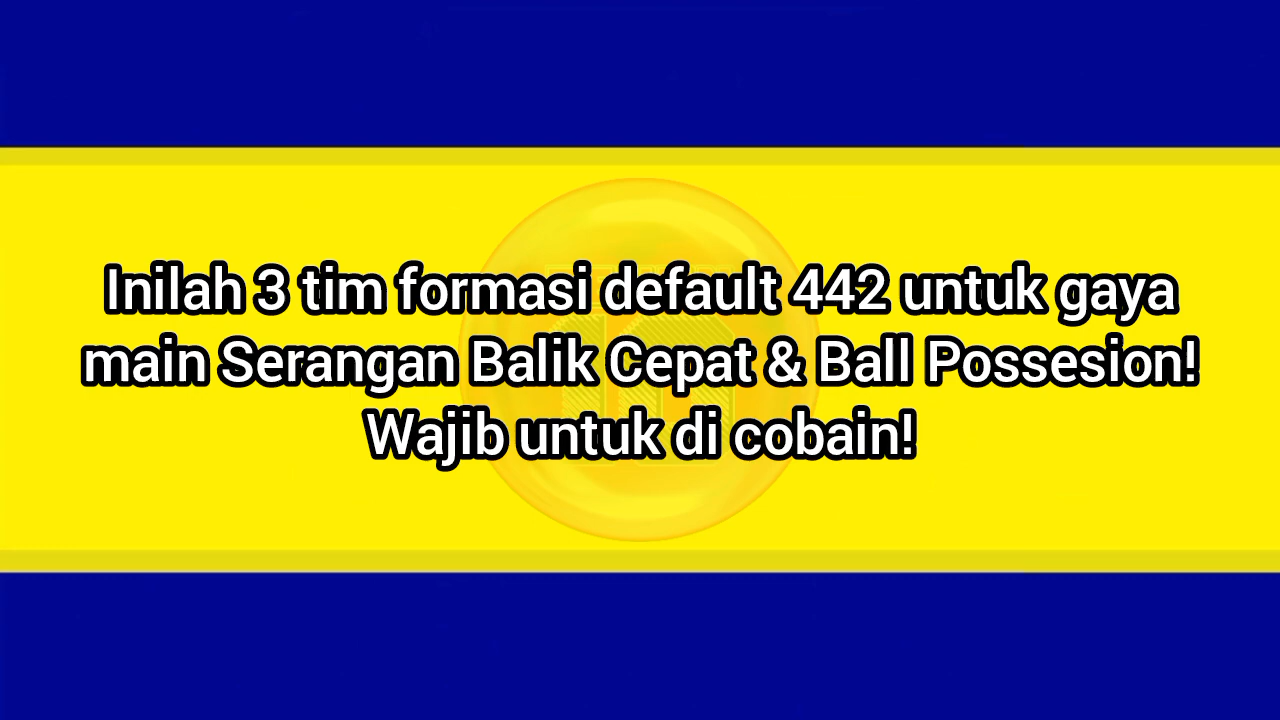 Inilah 3 tim formasi default 442 untuk gaya
main Serangan Balik Cepat & Ball Possesion!
Wajib untuk di cobain!